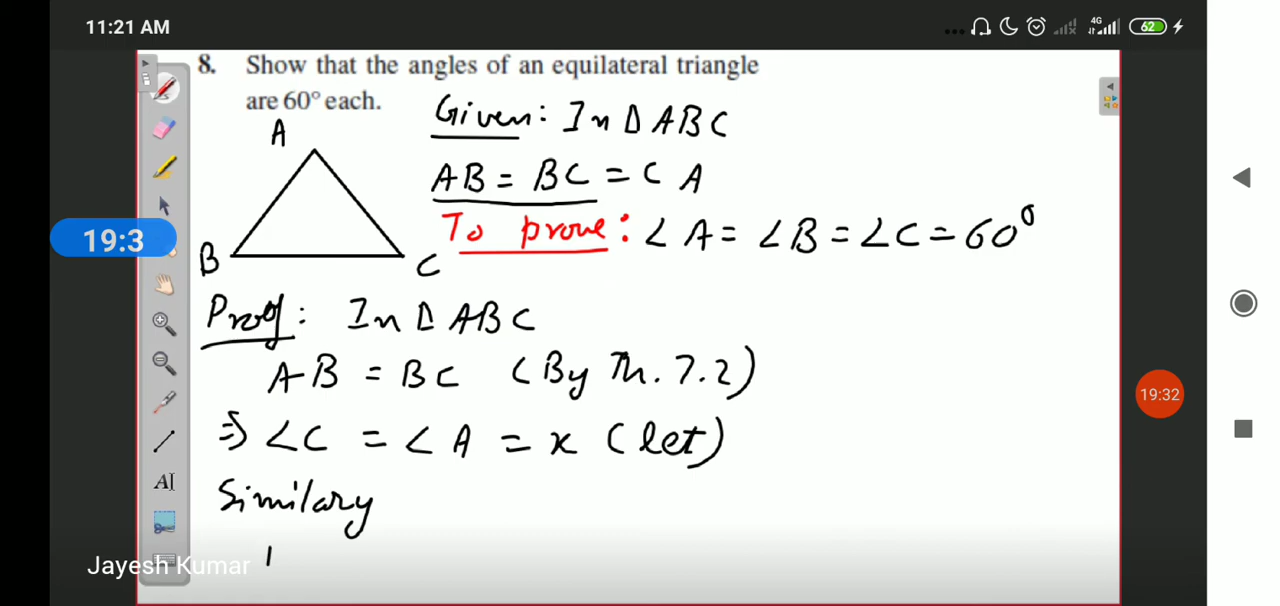 11:21 AM
4G
62
8. Show that the angles of an equilateral triangle
are 60° each.
Given: In Δ ABC
A
AB = BC = CA
To prove: ∠A = ∠B = ∠C = 60°
19:3
B
C
Proof: In Δ ABC
AB = BC (By Th. 7.2)
19:32
⇒ ∠C = ∠A = x (let)
AI
Similary
Jayesh Kumar